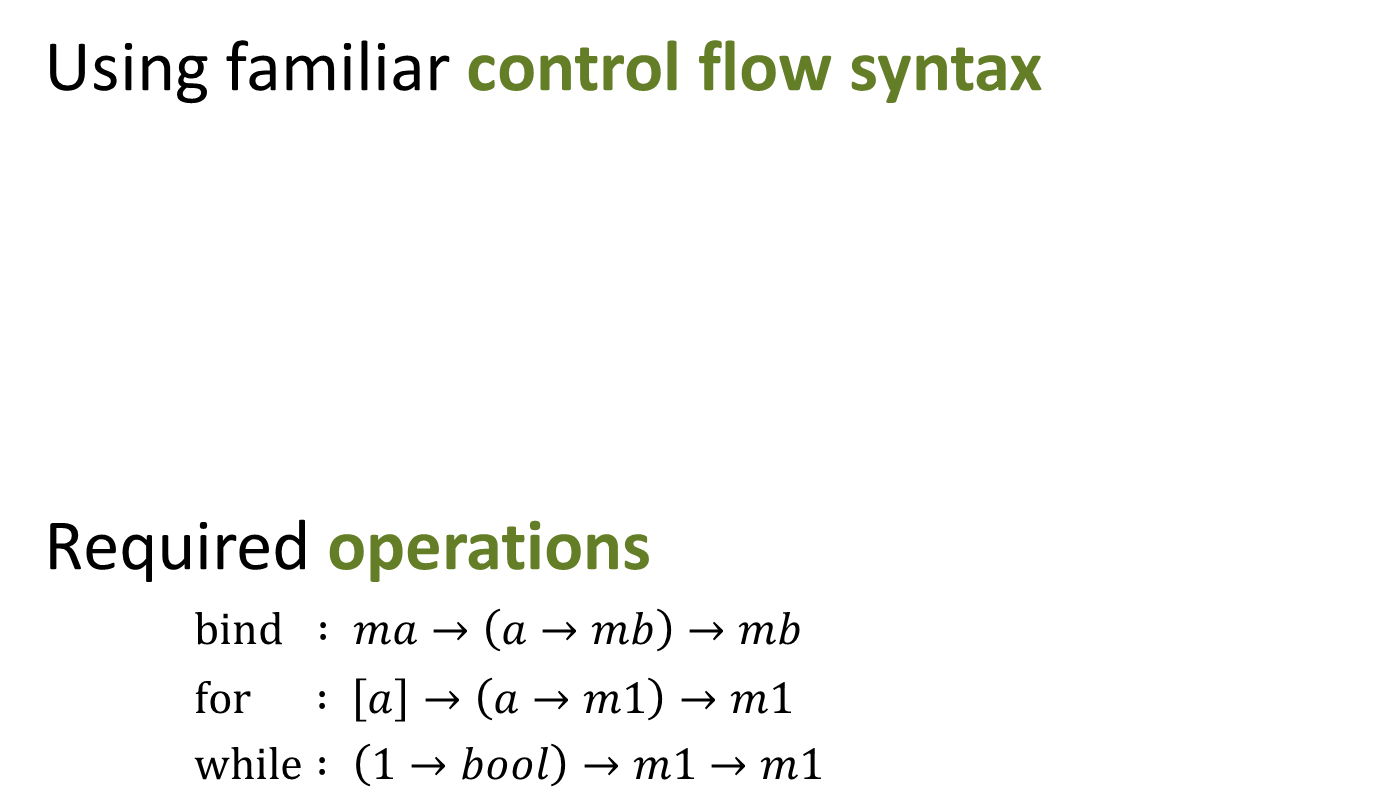 Using familiar control flow syntax
Required operations
bind : ma → (a → mb) → mb
for : [a] → (a → m1) → m1
while : (1 → bool) → m1 → m1